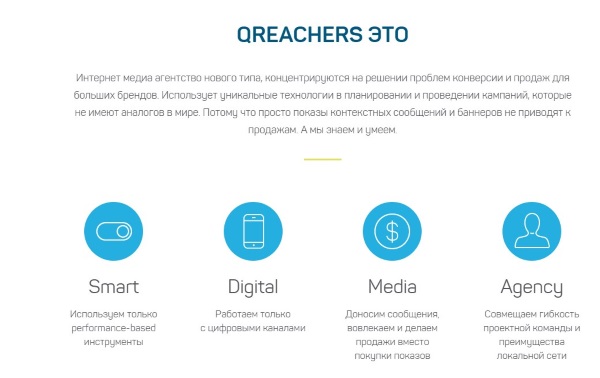 QREACHERS ЭТО
Интернет медиа агентство нового типа, концентрируются на решении проблем конверсии и продаж для
больших брендов. Использует уникальные технологии в планировании и проведении кампаний, которые
не имеют аналогов в мире. Потому что просто показы контекстных сообщений и баннеров не приводят к
продажам. А мы знаем и умеем.
Smart
Используем только
performance-based
инструменты
Digital
Работаем только
с цифровыми каналами
Media
Доносим сообщения,
вовлекаем и делаем
продажи вместо
покупки показов
Agency
Совмещаем гибкость
проектной команды и
преимущества
локальной сети